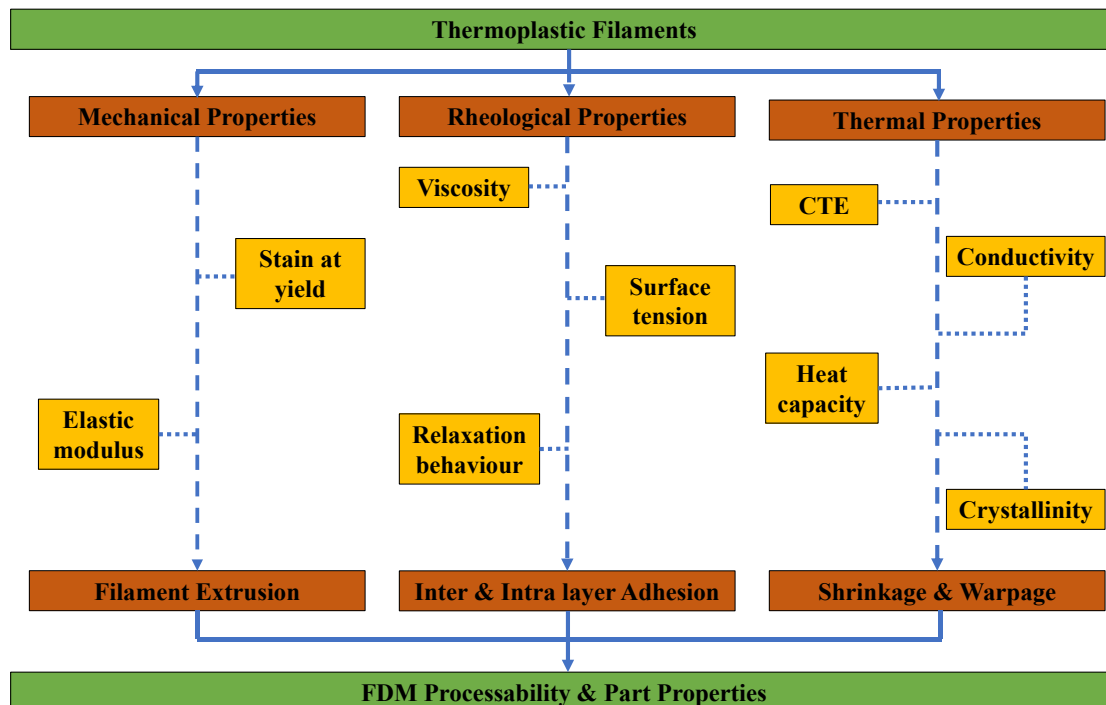 Thermoplastic Filaments
Mechanical Properties
Rheological Properties
Thermal Properties
Viscosity
CTE
Stain at
yield
Conductivity
Surface
tension
Heat
capacity
Elastic
modulus
Relaxation
behaviour
Crystallinity
Filament Extrusion
Inter & Intra layer Adhesion
Shrinkage & Warpage
FDM Processability & Part Properties